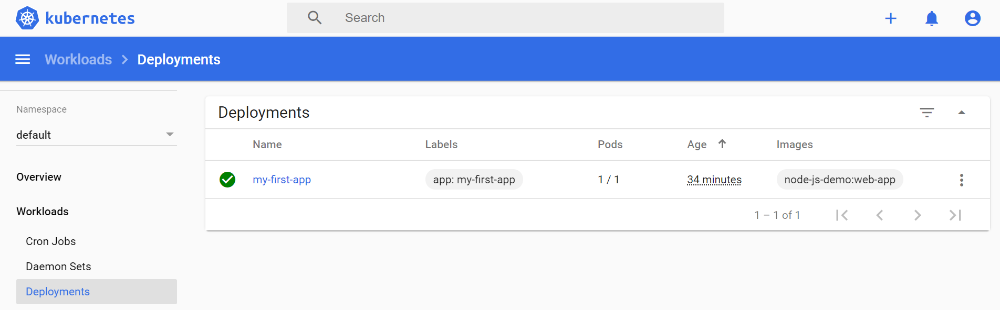 kubernetes
Search
Workloads
Deployments
Namespace
default
Overview
Workloads
Cron Jobs
Daemon Sets
Deployments
Deployments
Name Labels Pods Age Images
my-first-app app: my-first-app 1 / 1 34 minutes node-js-demo:web-app
1 – 1 of 1